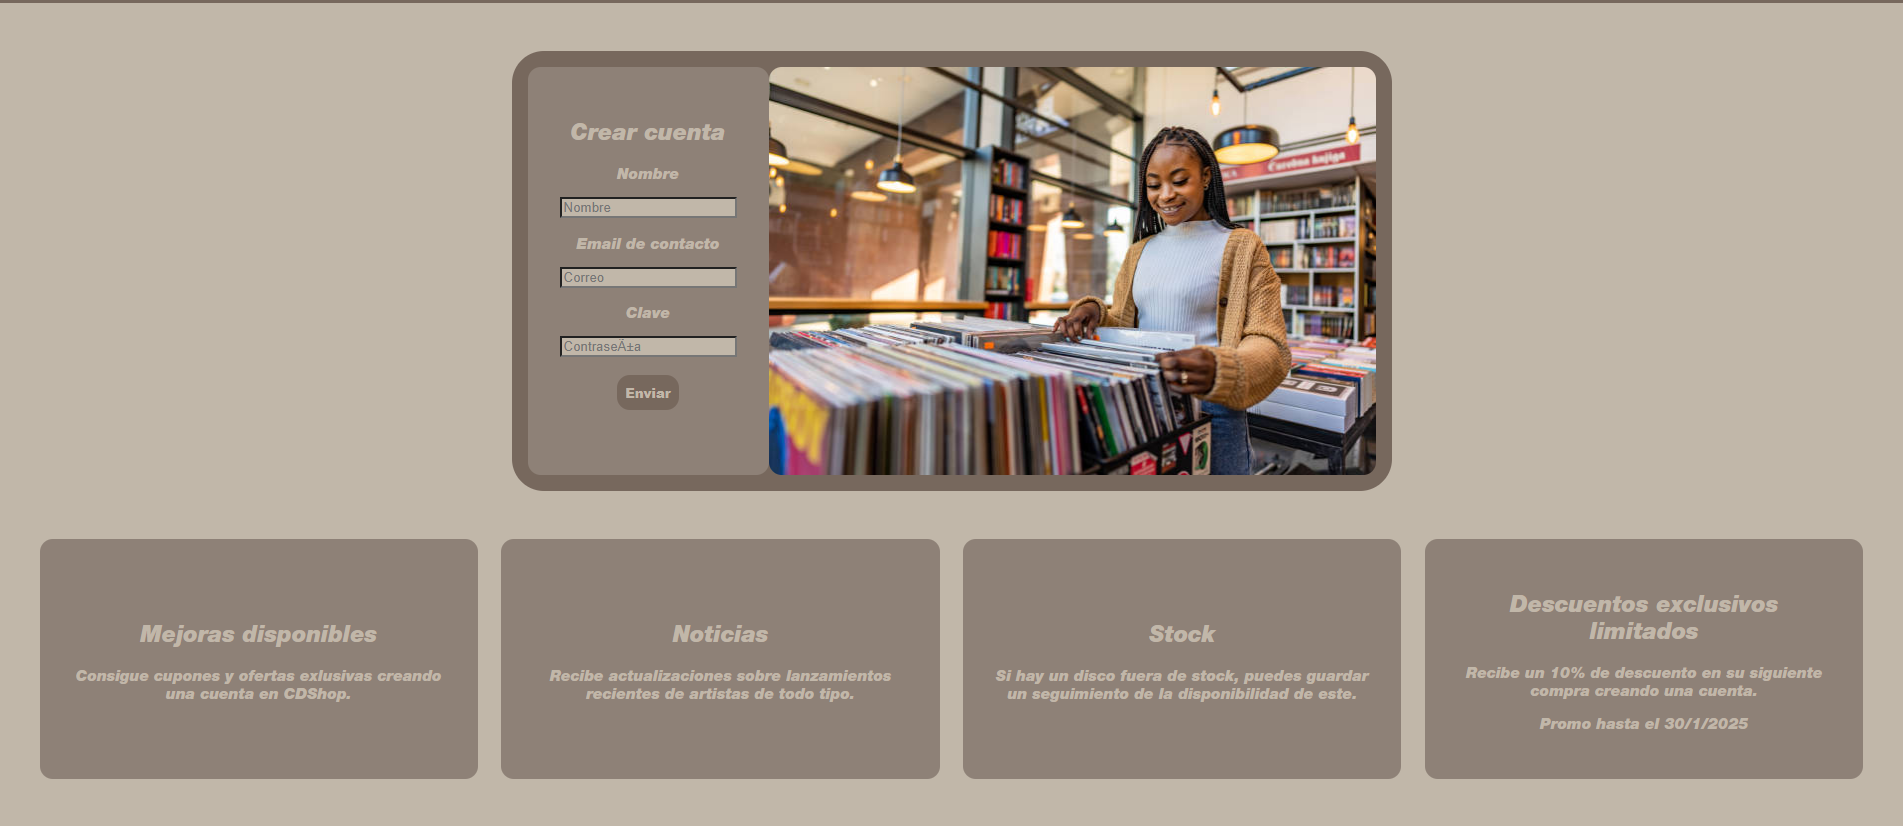 Crear cuenta
Nombre
Nombre
Email de contacto
Correo
Clave
ContraseÄ±a
Enviar
Mejoras disponibles
Consigue cupones y ofertas exlusivas creando
una cuenta en CDShop.
Noticias
Recibe actualizaciones sobre lanzamientos
recientes de artistas de todo tipo.
Stock
Si hay un disco fuera de stock, puedes guardar
un seguimiento de la disponibilidad de este.
Descuentos exclusivos
limitados
Recibe un 10% de descuento en su siguiente
compra creando una cuenta.
Promo hasta el 30/1/2025